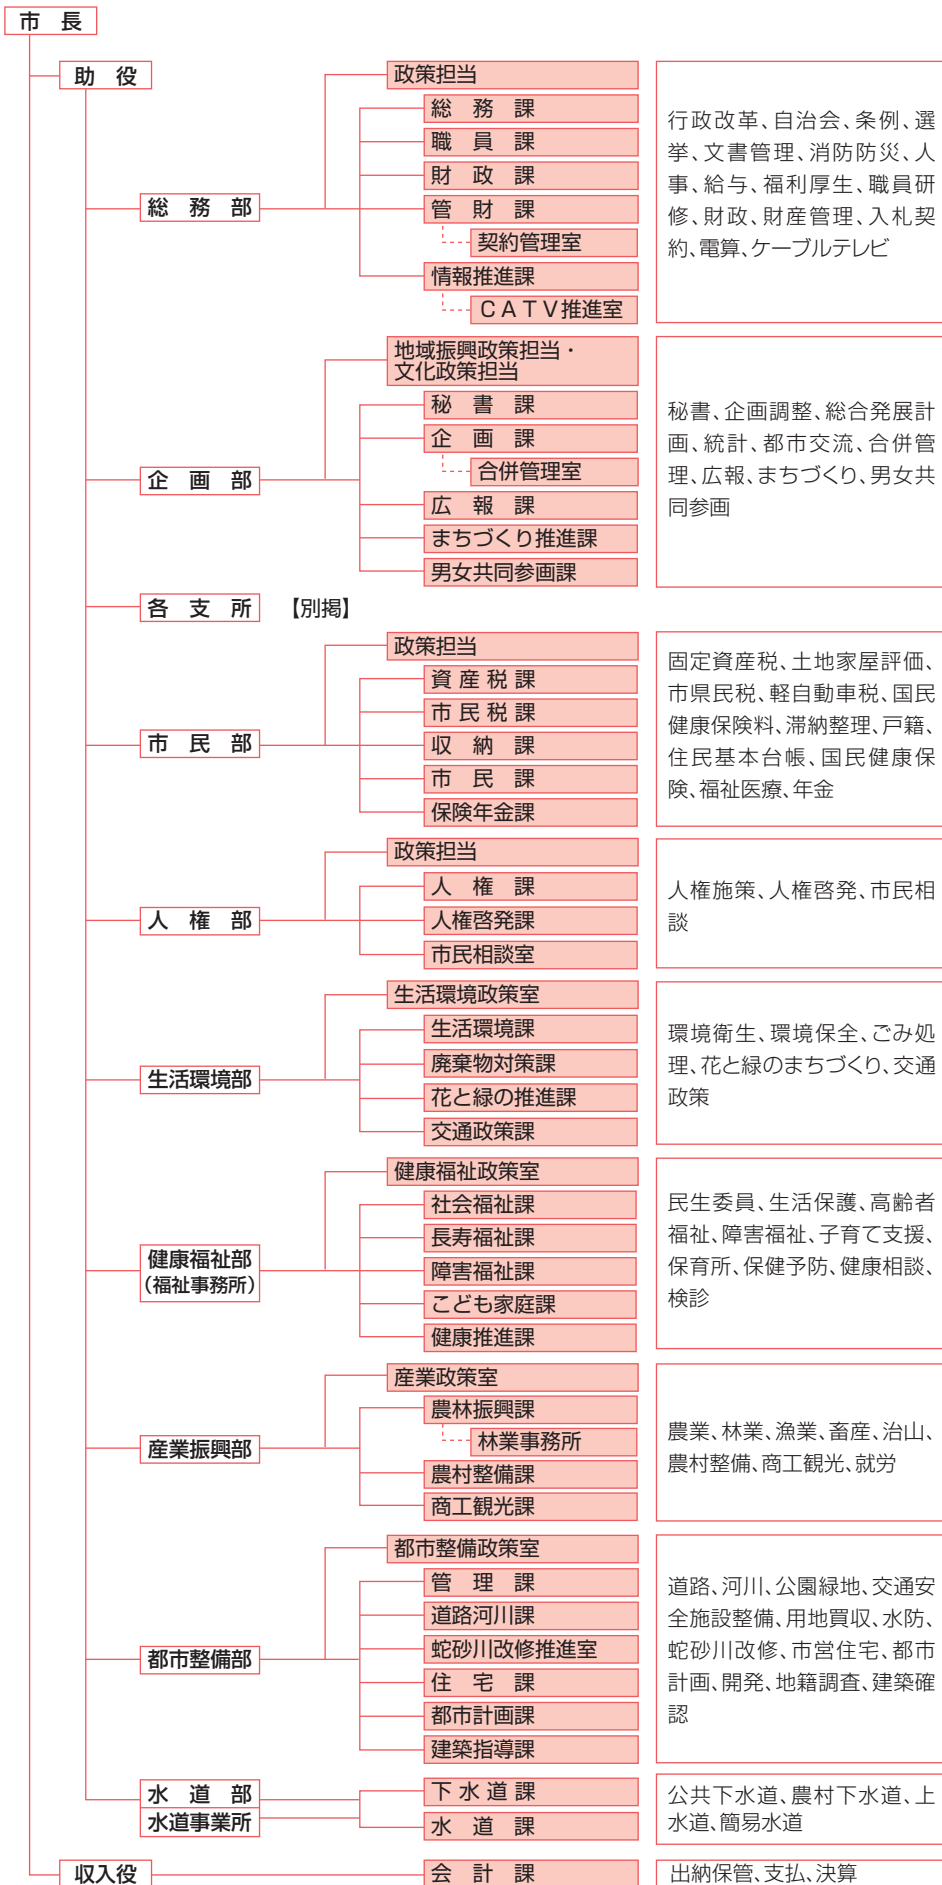 市長
助役
総務部
政策担当
総務課
職員課
財政課
管財課
契約管理室
情報推進課
CATV推進室
行政改革、自治会、条例、選
挙、文書管理、消防防災、人
事、給与、福利厚生、職員研
修、財政、財産管理、入札契
約、電算、ケーブルテレビ
企画部
地域振興政策担当・
文化政策担当
秘書課
企画課
合併管理室
広報課
まちづくり推進課
男女共同参画課
秘書、企画調整、総合発展計
画、統計、都市交流、合併管
理、広報、まちづくり、男女共
同参画
各支所 【別掲】
市民部
政策担当
資産税課
市民税課
収納課
市民課
保険年金課
固定資産税、土地家屋評価、
市県民税、軽自動車税、国民
健康保険料、滞納整理、戸籍、
住民基本台帳、国民健康保
険、福祉医療、年金
人権部
政策担当
人権課
人権啓発課
市民相談室
人権施策、人権啓発、市民相
談
生活環境部
生活環境政策室
生活環境課
廃棄物対策課
花と緑の推進課
交通政策課
環境衛生、環境保全、ごみ処
理、花と緑のまちづくり、交通
政策
健康福祉部
(福祉事務所)
健康福祉政策室
社会福祉課
長寿福祉課
障害福祉課
こども家庭課
健康推進課
民生委員、生活保護、高齢者
福祉、障害福祉、子育て支援、
保育所、保健予防、健康相談、
検診
産業振興部
産業政策室
農林振興課
林業事務所
農村整備課
商工観光課
農業、林業、漁業、畜産、治山、
農村整備、商工観光、就労
都市整備部
都市整備政策室
管理課
道路河川課
蛇砂川改修推進室
住宅課
都市計画課
建築指導課
道路、河川、公園緑地、交通安
全施設整備、用地買収、水防、
蛇砂川改修、市営住宅、都市
計画、開発、地籍調査、建築確
認
水道部
水道事業所
下水道課
水道課
公共下水道、農村下水道、上
水道、簡易水道
収入役
会計課
出納保管、支払、決算